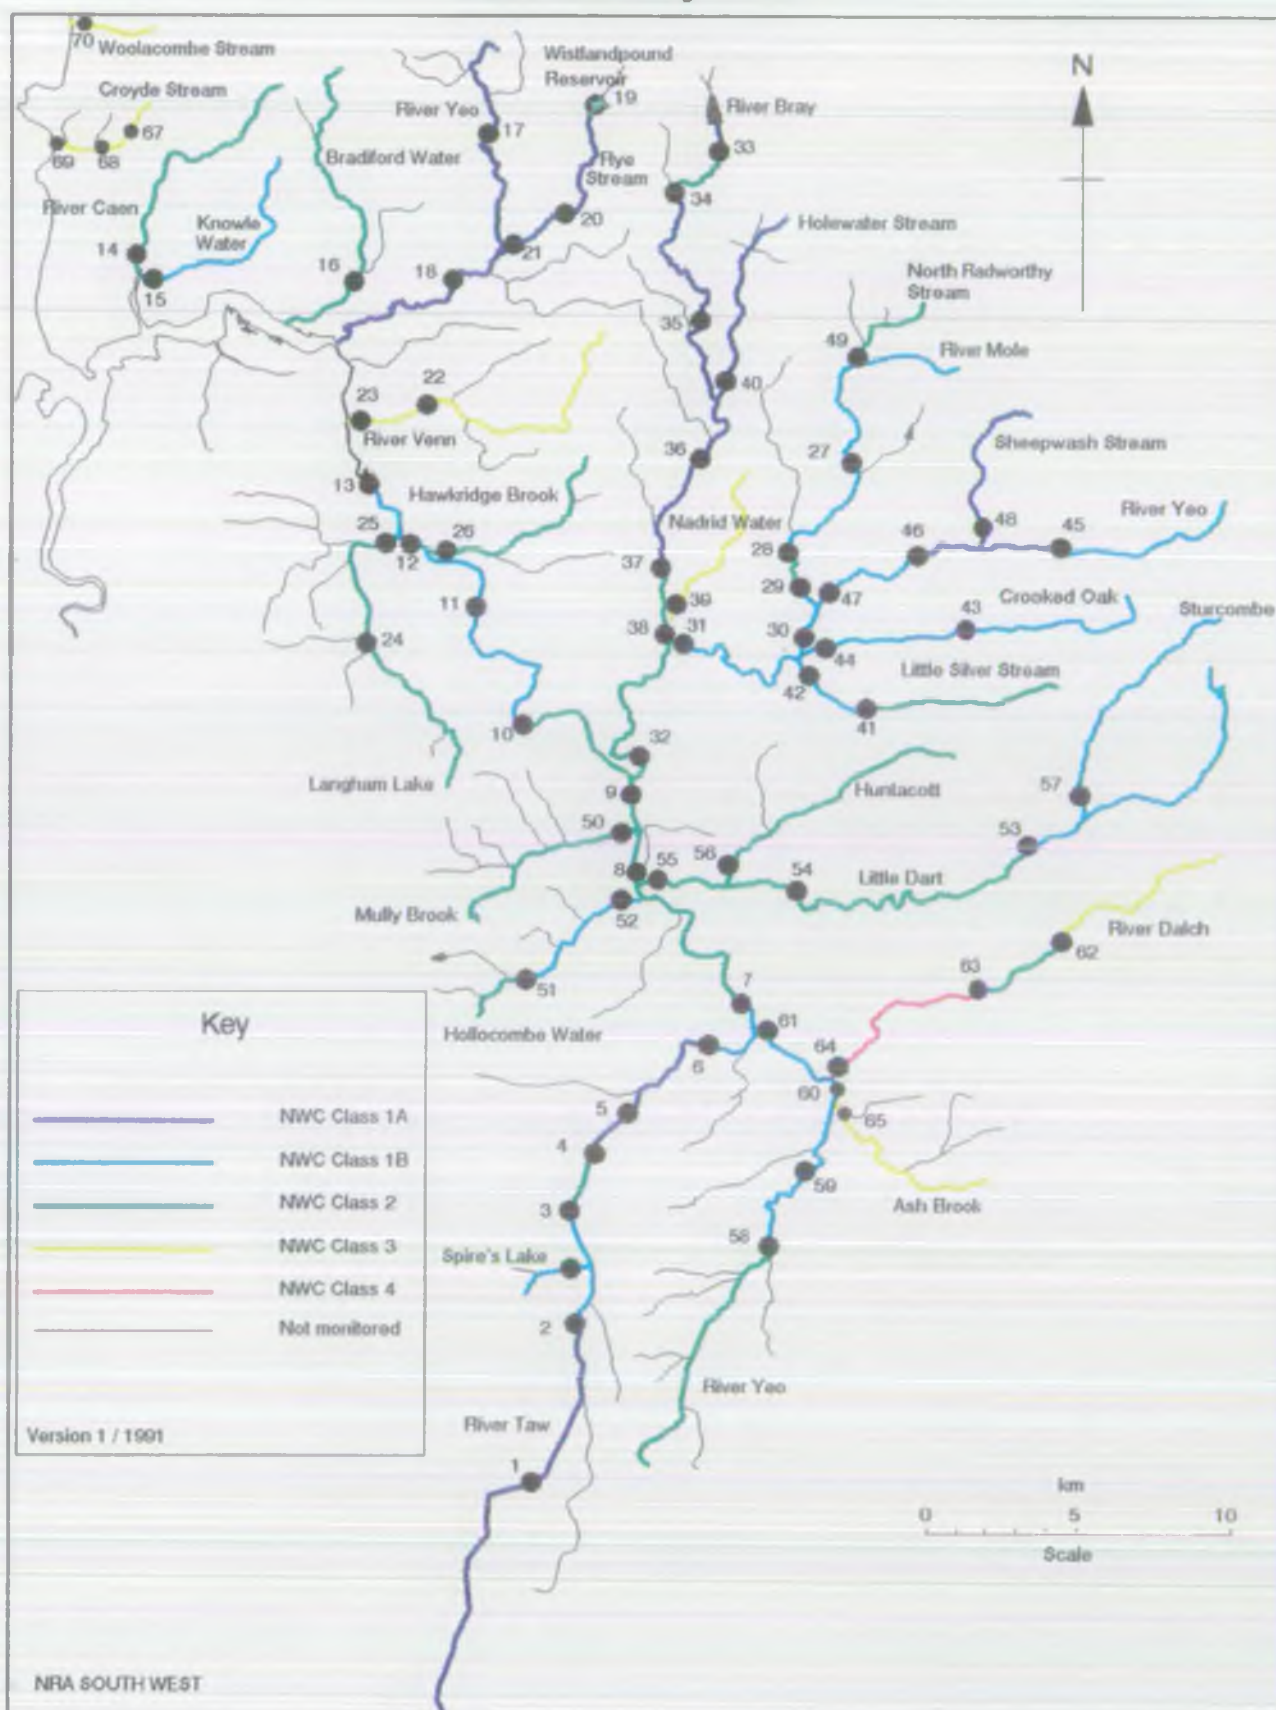 70
Woolacombe Stream
Croyde Stream
67
69
68
River Caen
Knowle
Water
14
15
Bradiford Water
16
River Yeo
17
Wistlandpound
Reservoir
19
Rye
Stream
20
21
18
River Bray
33
34
N
Holewater Stream
North Radworthy
Stream
35
40
49
River Mole
23
22
River Venn
36
27
Sheepwash Stream
13
Hawkridge Brook
Nadrid Water
River Yeo
25
12
26
28
46
48
45
37
11
39
29
47
Crooked Oak
43
Sturcombe
24
38
31
30
44
Little Silver Stream
42
41
10
32
Langham Lake
Huntacott
57
9
50
53
8
55
56
54
Little Dart
Mully Brook
52
River Dalch
62
63
51
7
Hollocombe Water
61
64
6
60
65
5
4
59
Ash Brook
3
58
Spire's Lake
2
River Yeo
River Taw
1
Key
NWC Class 1A
NWC Class 1B
NWC Class 2
NWC Class 3
NWC Class 4
Not monitored
Version 1 / 1991
km
0 5 10
Scale
NRA SOUTH WEST